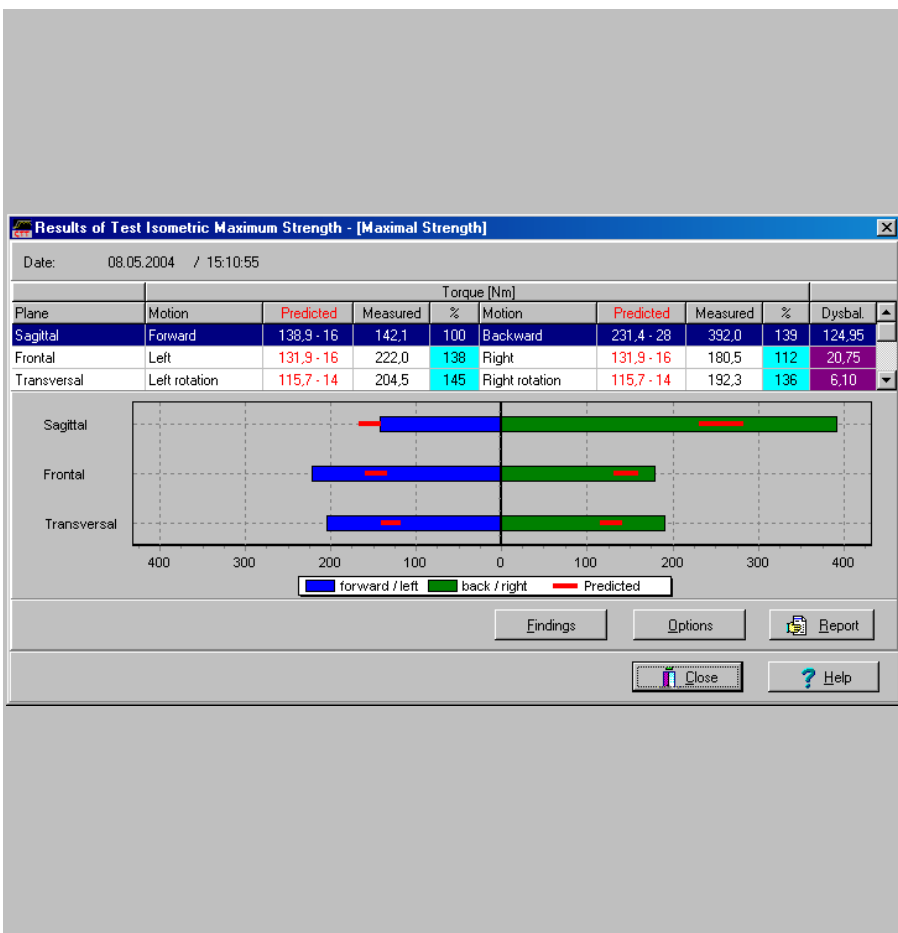 Results of Test Isometric Maximum Strength - [Maximal Strength]
Date: 08.05.2004 / 15:10:55
Torque [Nm]
Plane Motion Predicted Measured % Motion Predicted Measured % Dysbal.
Sagittal Forward 138,9 - 16 142,1 100 Backward 231,4 - 28 392,0 139 124,95
Frontal Left 131,9 - 16 222,0 138 Right 131,9 - 16 180,5 112 20,75
Transversal Left rotation 115,7 - 14 204,5 145 Right rotation 115,7 - 14 192,3 136 6,10
Sagittal
Frontal
Transversal
400 300 200 100 0 100 200 300 400
forward / left back / right Predicted
Findings Options Report
Close Help